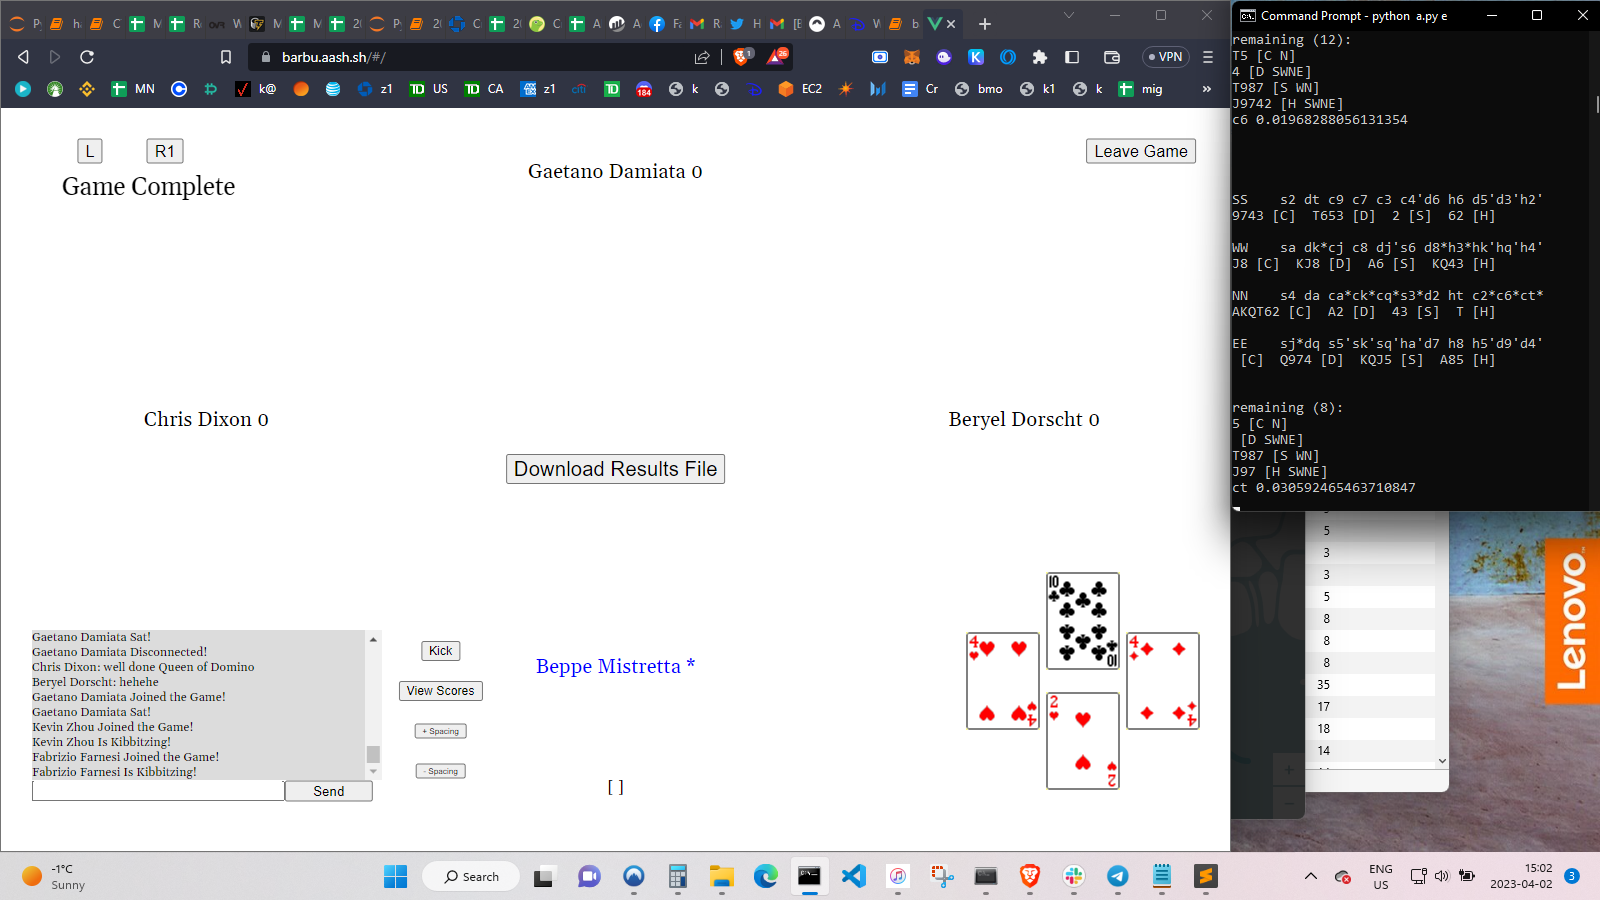 barbu.aash.sh/#/
VPN
MN
k@
z1
US
CA
z1
k
EC2
Cr
bmo
k1
k
mig
»
L
R1
Leave Game
Game Complete
Gaetano Damiata 0
Chris Dixon 0
Beryel Dorscht 0
Download Results File
Gaetano Damiata Sat!
Gaetano Damiata Disconnected!
Chris Dixon: well done Queen of Domino
Beryel Dorscht: hehehe
Gaetano Damiata Joined the Game!
Gaetano Damiata Sat!
Kevin Zhou Joined the Game!
Kevin Zhou Is Kibbitzing!
Fabrizio Farnesi Joined the Game!
Fabrizio Farnesi Is Kibbitzing!
Send
Kick
View Scores
+ Spacing
- Spacing
Beppe Mistretta *
[ ]
10
4
4
2
Command Prompt - python  a.py e
remaining (12):
T5 [C N]
4 [D SWNE]
T987 [S WN]
J9742 [H SWNE]
c6 0.01968288056131354
SS    s2 dt c9 c7 c3 c4'd6 h6 d5'd3'h2'
9743 [C]  T653 [D]  2 [S]  62 [H]
WW    sa dk*cj c8 dj's6 d8*h3*hk'hq'h4'
J8 [C]  KJ8 [D]  A6 [S]  KQ43 [H]
NN    s4 da ca*ck*cq*s3*d2 ht c2*c6*ct*
AKQT62 [C]  A2 [D]  43 [S]  T [H]
EE    sj*dq s5'sk'sq'ha'd7 h8 h5'd9'd4'
[C]  Q974 [D]  KQJ5 [S]  A85 [H]
remaining (8):
5 [C N]
[D SWNE]
T987 [S WN]
J97 [H SWNE]
ct 0.030592465463710847
5
3
3
5
8
8
8
35
17
18
14
Lenovo
-1°C
Sunny
Search
ENG
US
15:02
2023-04-02
3